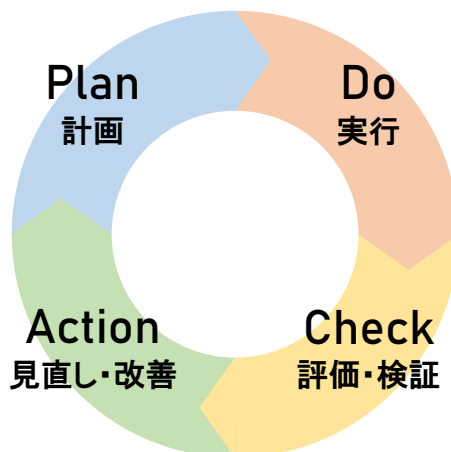 Plan
計画
Do
実行
Check
評価・検証
Action
見直し・改善